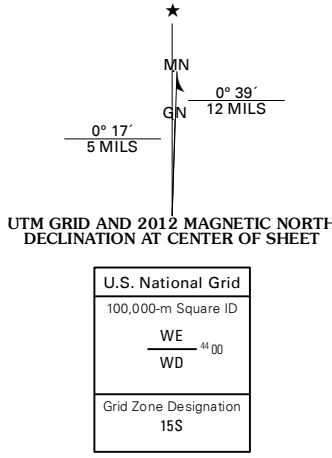 ★
MN
0° 39´
12 MILS
GN
0° 17´
5 MILS
UTM GRID AND 2012 MAGNETIC NORTH
DECLINATION AT CENTER OF SHEET
U.S. National Grid
100,000-m Square ID
WE
44 00
WD
Grid Zone Designation
15S